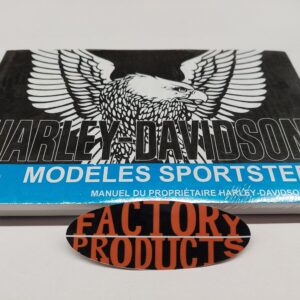 HARLEY-DAVIDSON
MODÈLES SPORTSTER
MANUEL DU PROPRIÉTAIRE HARLEY-DAVIDSON
FACTORY
PRODUCTS